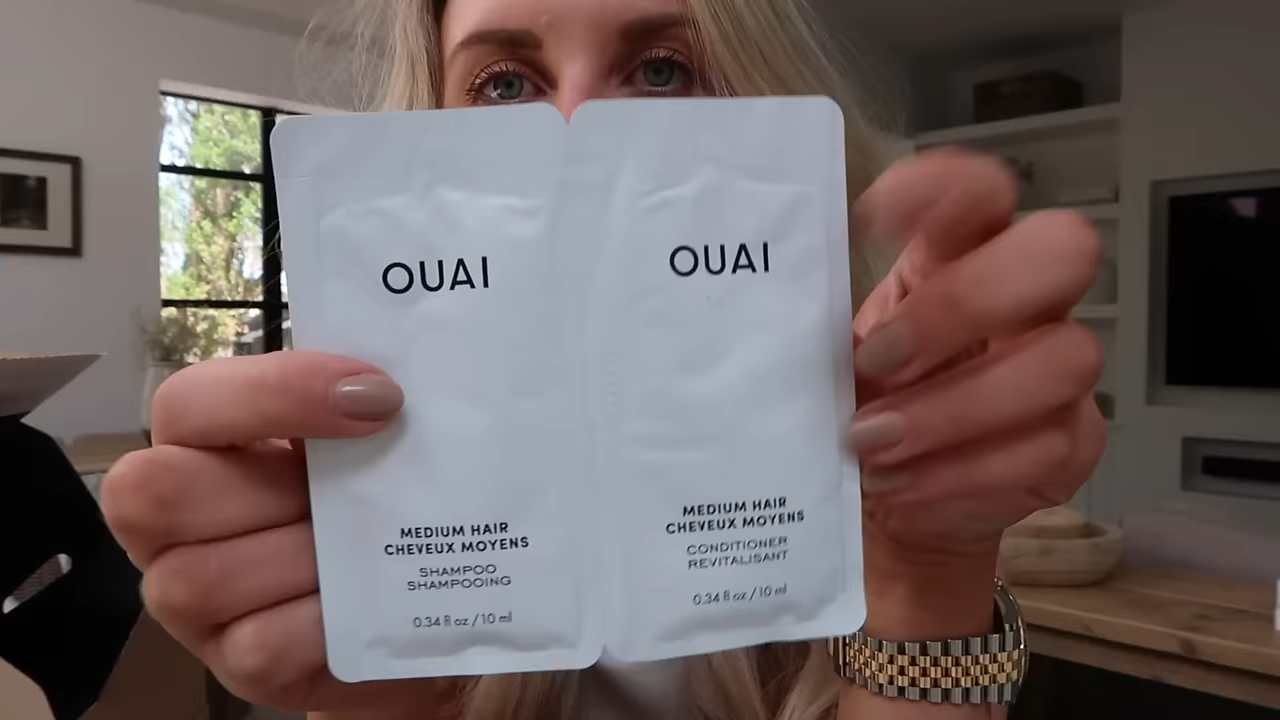 OUAI
MEDIUM HAIR
CHEVEUX MOYENS
SHAMPOO
SHAMPOOING
0.34 fl oz / 10 ml
OUAI
MEDIUM HAIR
CHEVEUX MOYENS
CONDITIONER
REVITALISANT
0.34 fl oz / 10 ml